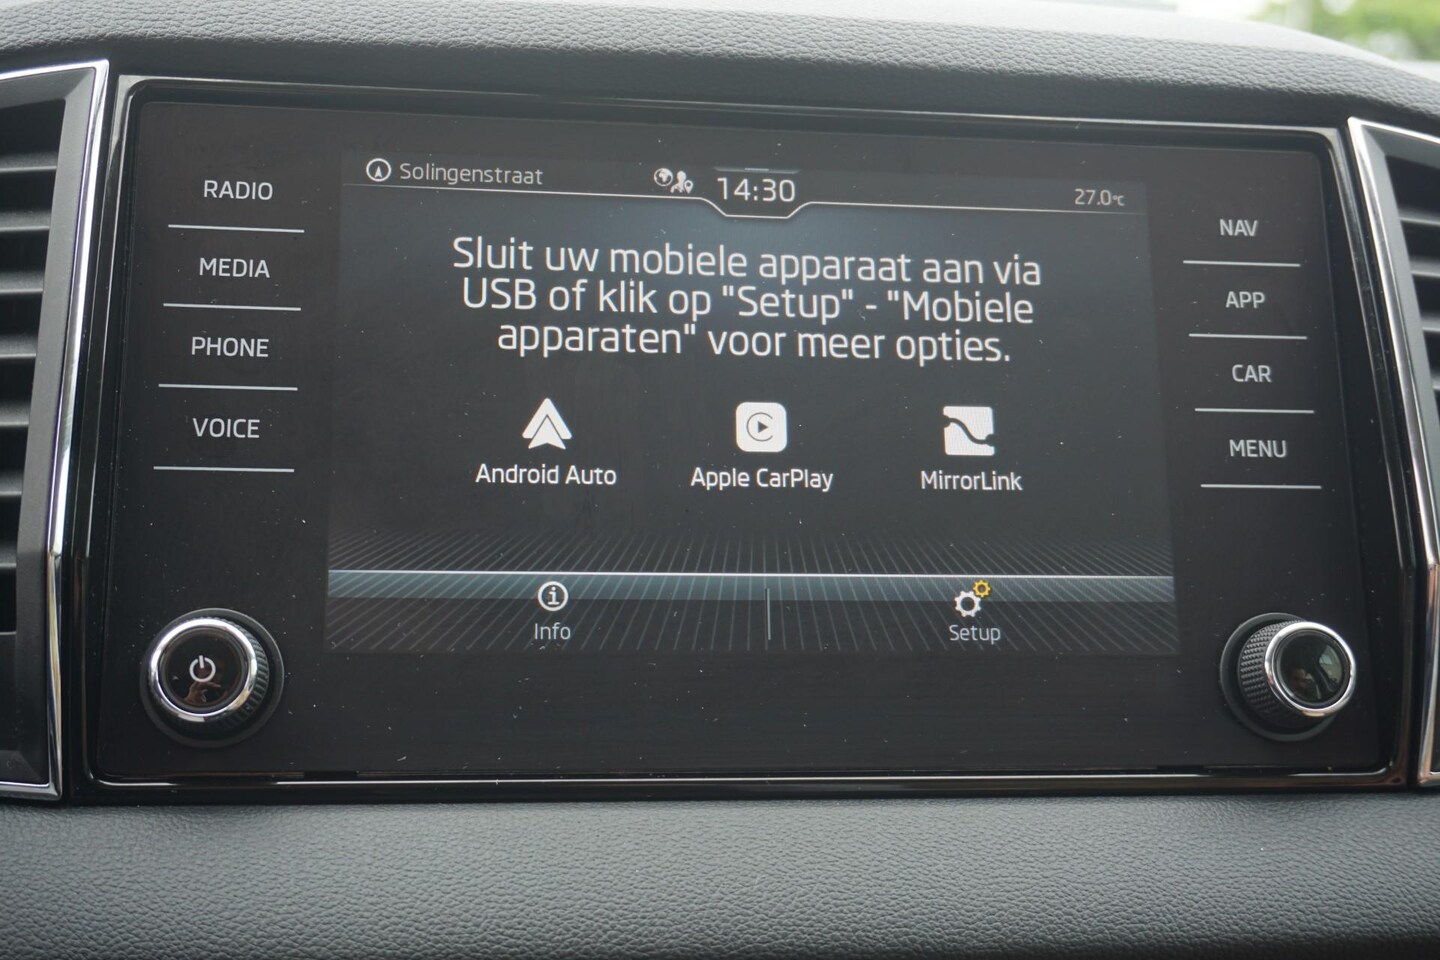 Solingenstraat
14:30
27.0°C
RADIO
MEDIA
PHONE
VOICE
Sluit uw mobiele apparaat aan via
USB of klik op "Setup" - "Mobiele
apparaten" voor meer opties.
Android Auto
Apple CarPlay
MirrorLink
Info
Setup
NAV
APP
CAR
MENU